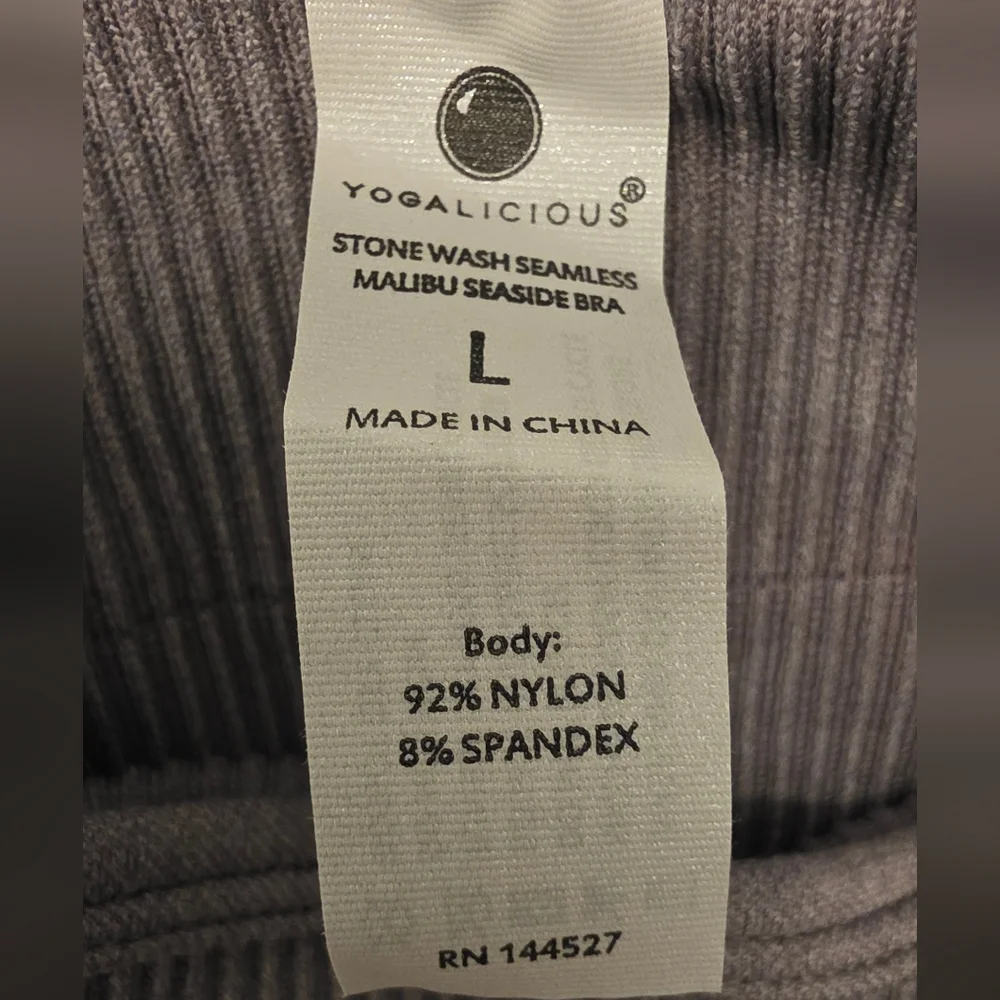 YOGALICIOUS®
STONE WASH SEAMLESS
MALIBU SEASIDE BRA
L
MADE IN CHINA
Body:
92% NYLON
8% SPANDEX
RN 144527